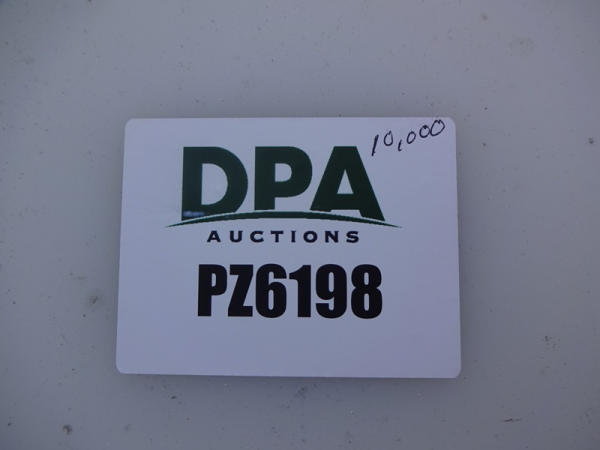 10,000
DPA
AUCTIONS
PZ6198